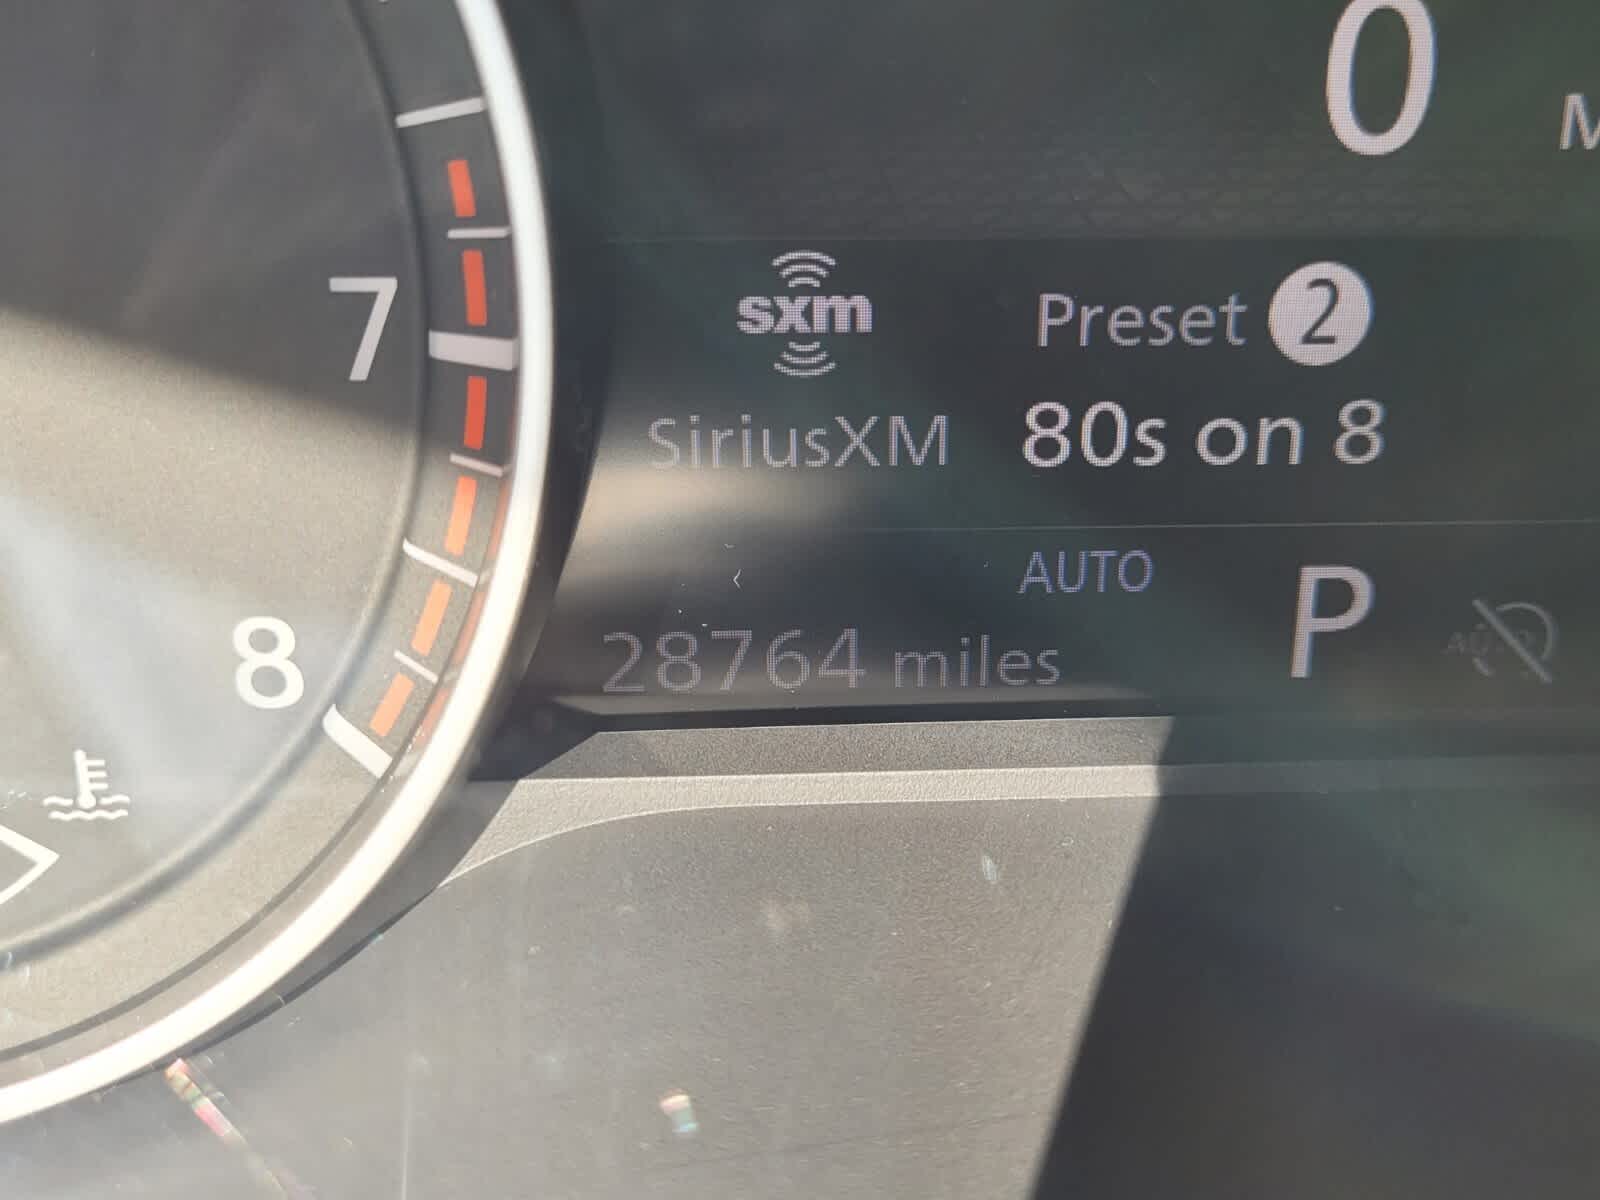 0
7
sxm
Preset 2
SiriusXM
80s on 8
AUTO
P
8
28764 miles